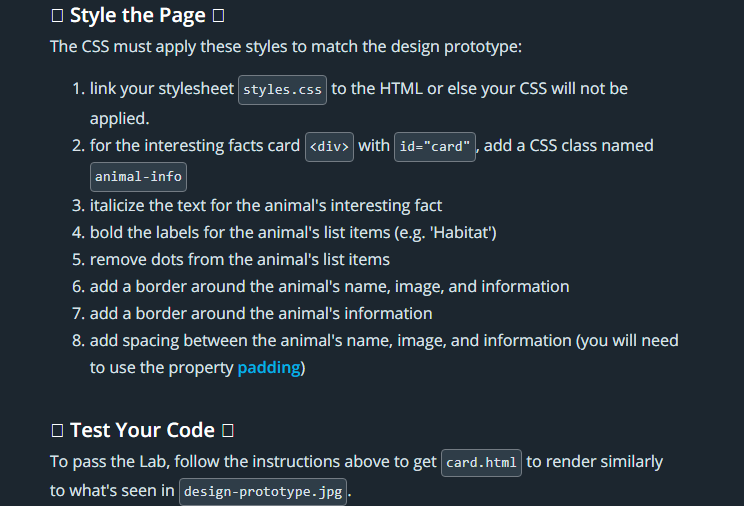 Style the Page
The CSS must apply these styles to match the design prototype:
1. link your stylesheet styles.css to the HTML or else your CSS will not be
applied.
2. for the interesting facts card <div> with id="card", add a CSS class named
animal-info
3. italicize the text for the animal's interesting fact
4. bold the labels for the animal's list items (e.g. 'Habitat')
5. remove dots from the animal's list items
6. add a border around the animal's name, image, and information
7. add a border around the animal's information
8. add spacing between the animal's name, image, and information (you will need
to use the property padding)
Test Your Code
To pass the Lab, follow the instructions above to get card.html to render similarly
to what's seen in design-prototype.jpg.